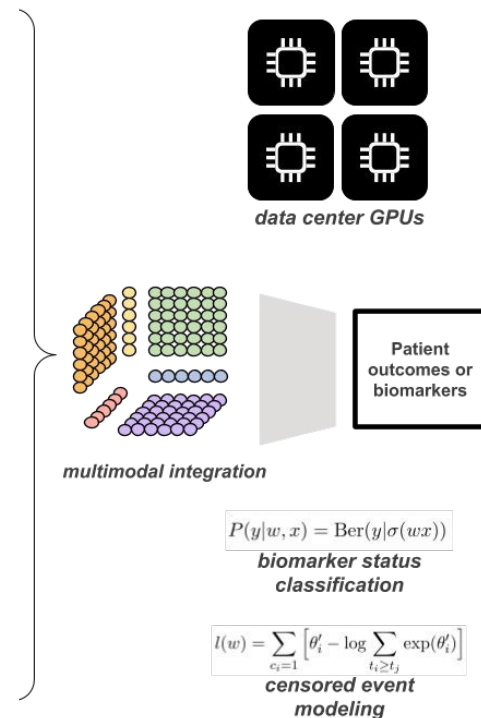 data center GPUs
Patient
outcomes or
biomarkers
multimodal integration
P(y|w, x) = Ber(y|σ(wx))
biomarker status
classification
l(w) = ∑_{c_i=1} [θ′_i − log ∑_{t_i≥t_j} exp(θ′_i)]
censored event
modeling